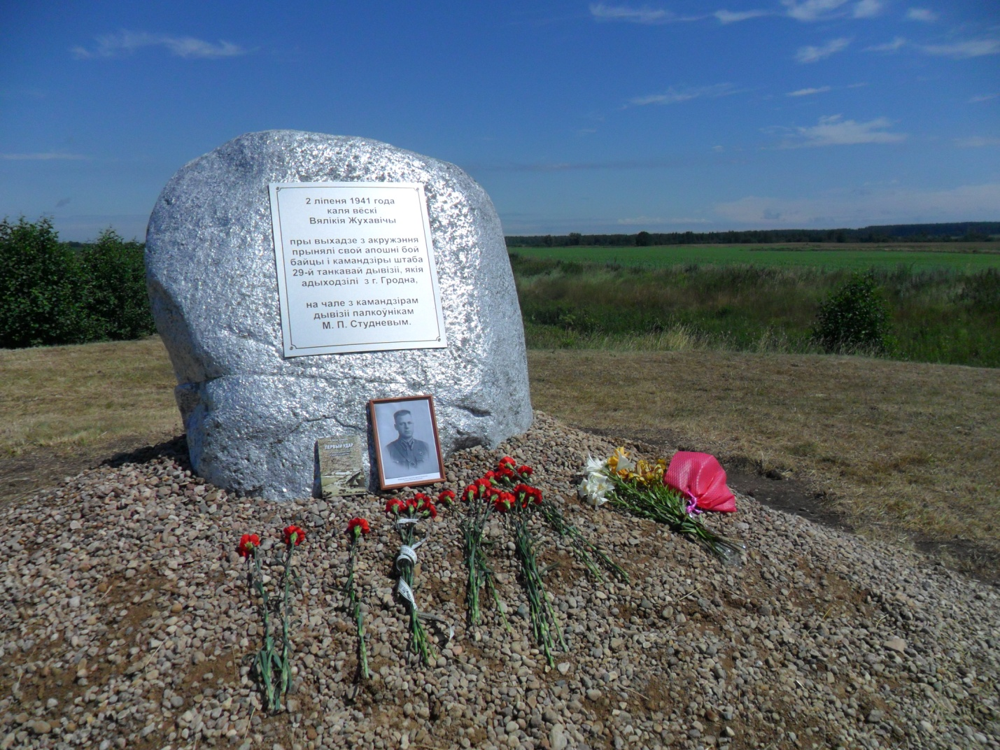 2 ліпеня 1941 года
каля вёскі
Вялікія Жухавічы
пры выхадзе з акружэння
прынялі свой апошні бой
байцы і камандзіры штаба
29-й танкавай дывізіі, якія
адыходзілі з г. Гродна,
на чале з камандзірам
дывізіі палкоўнікам
М. П. Студневым.
ПЕРВЫЙ УДАР